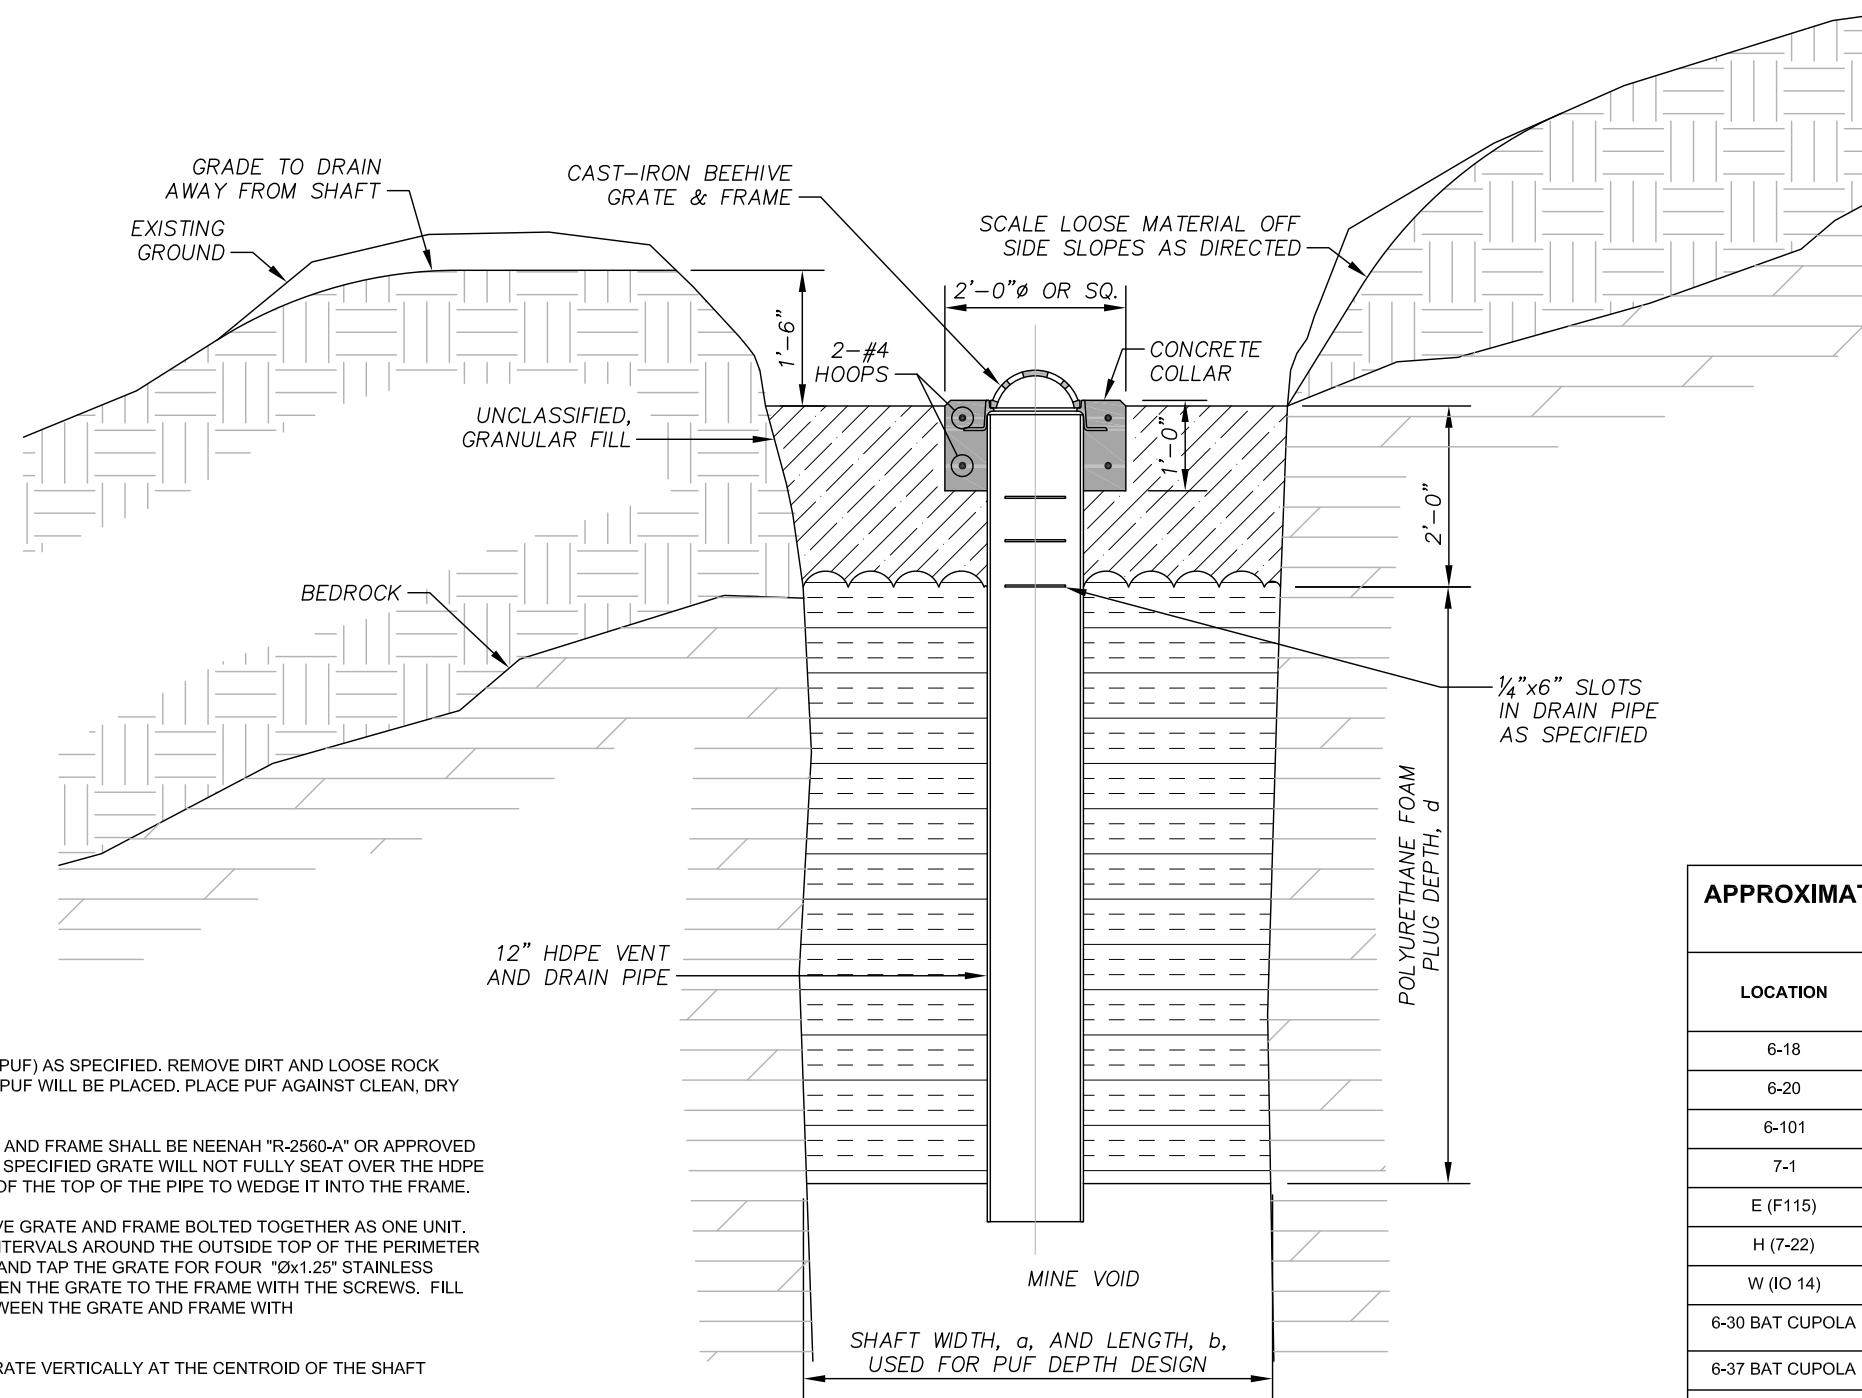 GRADE TO DRAIN
AWAY FROM SHAFT
EXISTING
GROUND
CAST-IRON BEEHIVE
GRATE & FRAME
SCALE LOOSE MATERIAL OFF
SIDE SLOPES AS DIRECTED
2'-0"ø OR SQ.
1'-6"
2-#4
HOOPS
CONCRETE
COLLAR
UNCLASSIFIED,
GRANULAR FILL
1'-0"
2'-0"
BEDROCK
¼"x6" SLOTS
IN DRAIN PIPE
AS SPECIFIED
POLYURETHANE FOAM
PLUG DEPTH, d
12" HDPE VENT
AND DRAIN PIPE
MINE VOID
SHAFT WIDTH, a, AND LENGTH, b,
USED FOR PUF DEPTH DESIGN
PUF) AS SPECIFIED. REMOVE DIRT AND LOOSE ROCK
PUF WILL BE PLACED. PLACE PUF AGAINST CLEAN, DRY
AND FRAME SHALL BE NEENAH "R-2560-A" OR APPROVED
SPECIFIED GRATE WILL NOT FULLY SEAT OVER THE HDPE
OF THE TOP OF THE PIPE TO WEDGE IT INTO THE FRAME.
VE GRATE AND FRAME BOLTED TOGETHER AS ONE UNIT.
NTERVALS AROUND THE OUTSIDE TOP OF THE PERIMETER
AND TAP THE GRATE FOR FOUR "Øx1.25" STAINLESS
EN THE GRATE TO THE FRAME WITH THE SCREWS. FILL
WEEN THE GRATE AND FRAME WITH
RATE VERTICALLY AT THE CENTROID OF THE SHAFT
APPROXIMAT
LOCATION
6-18
6-20
6-101
7-1
E (F115)
H (7-22)
W (IO 14)
6-30 BAT CUPOLA
6-37 BAT CUPOLA